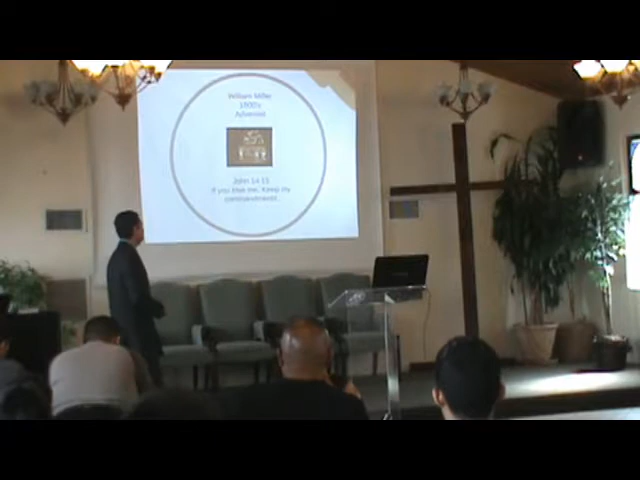 William Miller
1800's
Adventist
John 14:15
If you love me, Keep my
commandments.